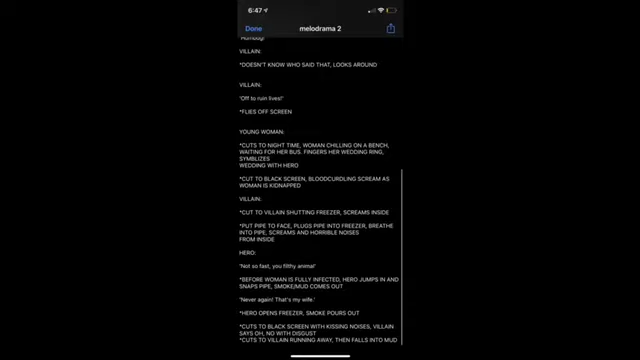 6:47
Done
melodrama 2
'Humbug!'
VILLAIN:
*DOESN'T KNOW WHO SAID THAT, LOOKS AROUND
VILLAIN:
'Off to ruin lives!'
*FLIES OFF SCREEN
YOUNG WOMAN:
*CUTS TO NIGHT TIME, WOMAN CHILLING ON A BENCH,
WAITING FOR HER BUS. FINGERS HER WEDDING RING,
SYMBLIZES
WEDDING WITH HERO
*CUT TO BLACK SCREEN, BLOODCURDLING SCREAM AS
WOMAN IS KIDNAPPED
VILLAIN:
*CUT TO VILLAIN SHUTTING FREEZER, SCREAMS INSIDE
*PUT PIPE TO FACE, PLUGS PIPE INTO FREEZER, BREATHE
INTO PIPE, SCREAMS AND HORRIBLE NOISES
FROM INSIDE
HERO:
'Not so fast, you filthy animal'
*BEFORE WOMAN IS FULLY INFECTED, HERO JUMPS IN AND
SNAPS PIPE, SMOKE/MUD COMES OUT
'Never again! That's my wife.'
*HERO OPENS FREEZER, SMOKE POURS OUT
*CUTS TO BLACK SCREEN WITH KISSING NOISES, VILLAIN
SAYS OH, NO WITH DISGUST
*CUTS TO VILLAIN RUNNING AWAY, THEN FALLS INTO MUD